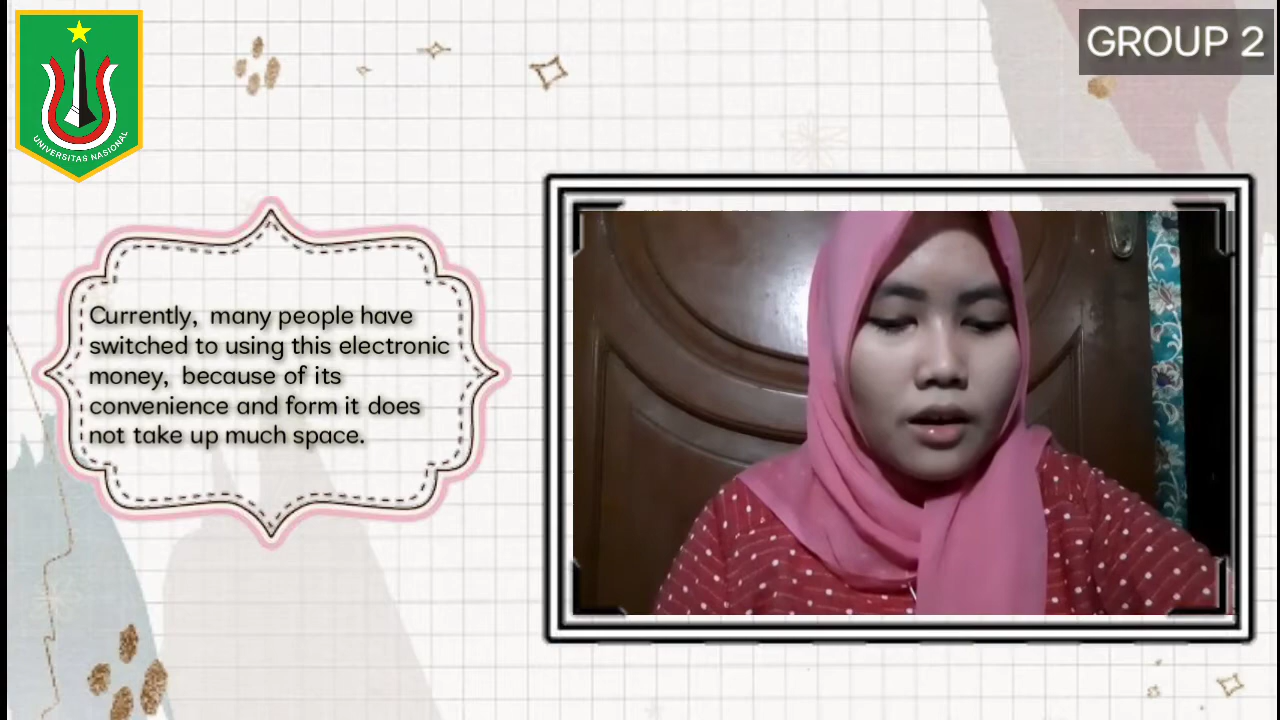 UNIVERSITAS NASIONAL
GROUP 2
Currently, many people have
switched to using this electronic
money, because of its
convenience and form it does
not take up much space.